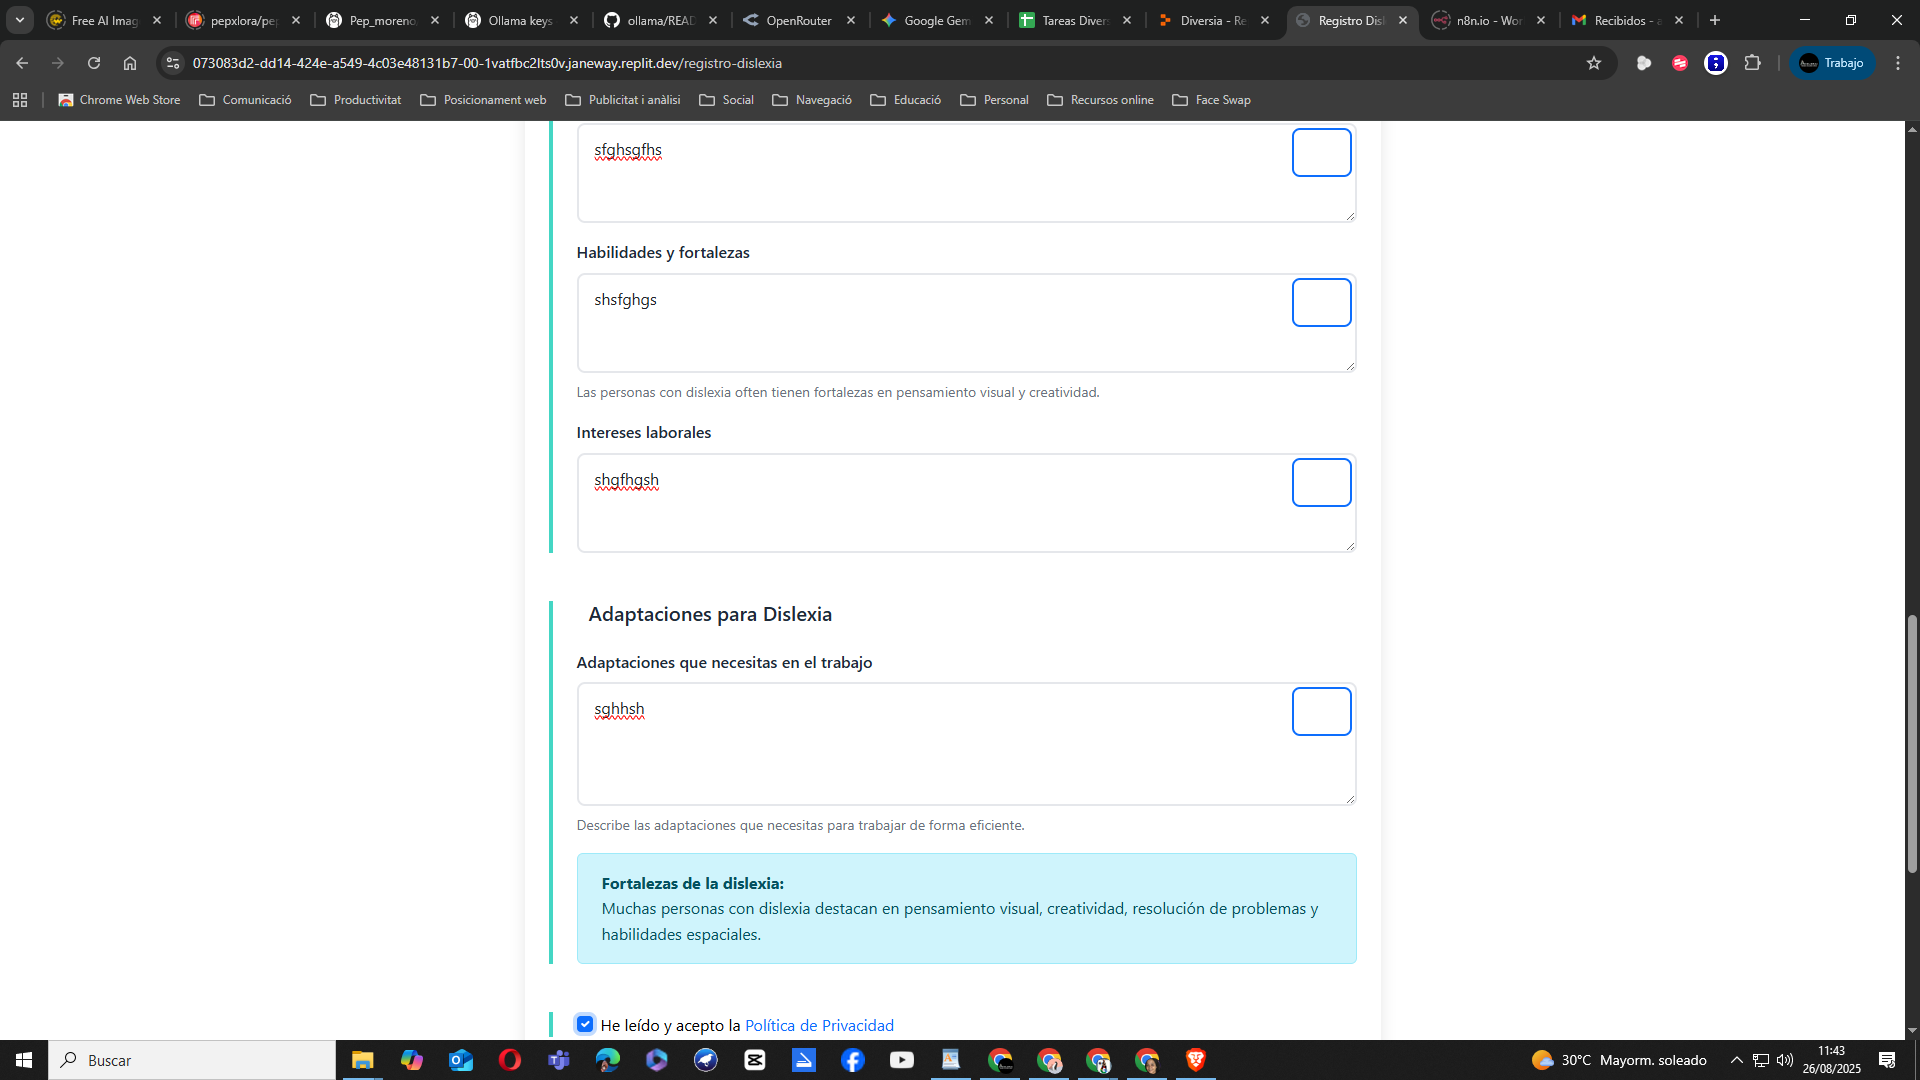 Free AI Imag
pepxlora/pe
Pep_moreno
Ollama keys
ollama/READ
OpenRouter
Google Gem
Tareas Divers
Diversia - Re
Registro Disl
n8n.io - Wor
Recibidos - a
073083d2-dd14-424e-a549-4c03e48131b7-00-1vatfbc2lts0v.janeway.replit.dev/registro-dislexia
Trabajo
Chrome Web Store
Comunicació
Productivitat
Posicionament web
Publicitat i anàlisi
Social
Navegació
Educació
Personal
Recursos online
Face Swap
sfghsgfhs
Habilidades y fortalezas
shsfghgs
Las personas con dislexia often tienen fortalezas en pensamiento visual y creatividad.
Intereses laborales
shgfhgsh
Adaptaciones para Dislexia
Adaptaciones que necesitas en el trabajo
sghhsh
Describe las adaptaciones que necesitas para trabajar de forma eficiente.
Fortalezas de la dislexia:
Muchas personas con dislexia destacan en pensamiento visual, creatividad, resolución de problemas y
habilidades espaciales.
He leído y acepto la Política de Privacidad
Buscar
30°C Mayorm. soleado
11:43
26/08/2025